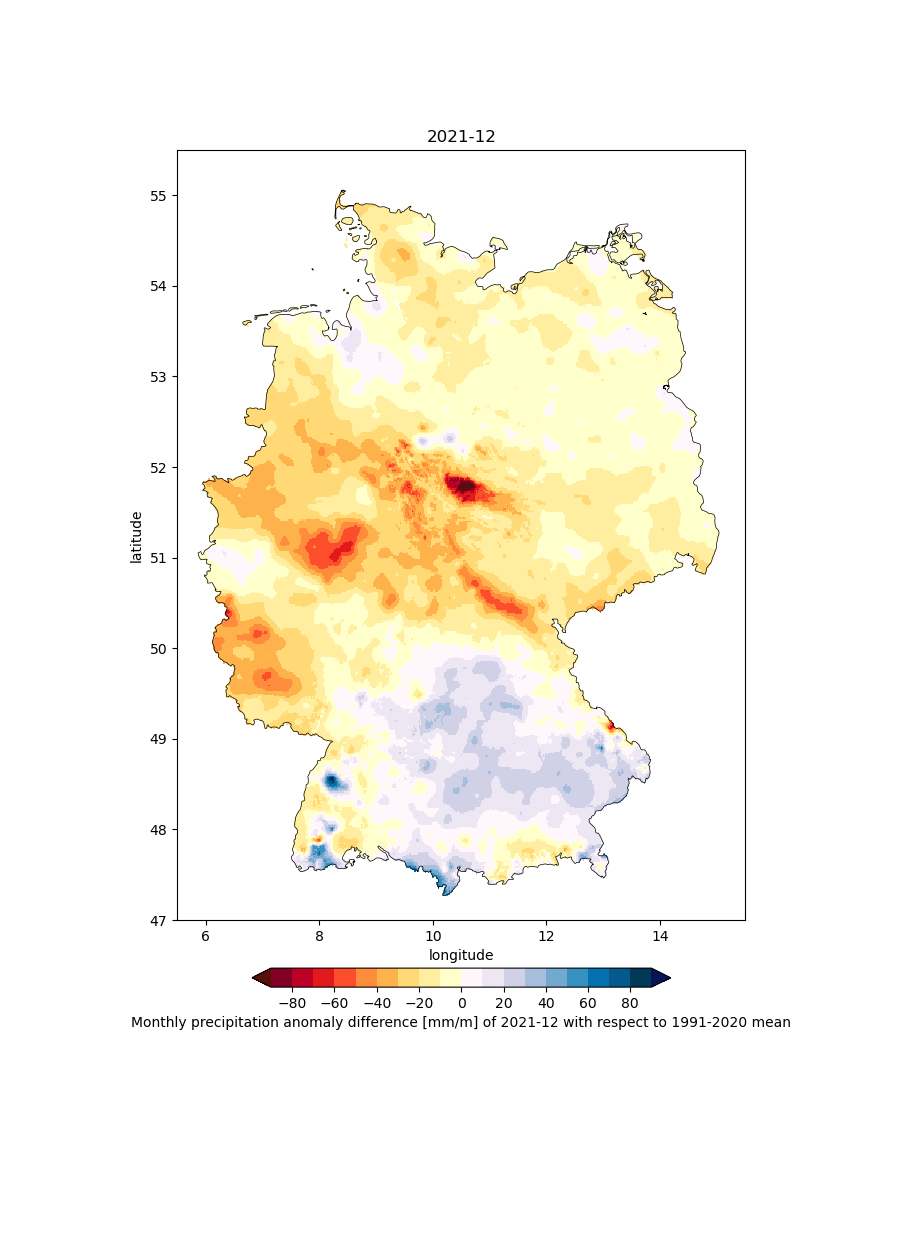 2021-12
55
54
53
52
51
50
49
48
47
latitude
6 8 10 12 14
longitude
−80 −60 −40 −20 0 20 40 60 80
Monthly precipitation anomaly difference [mm/m] of 2021-12 with respect to 1991-2020 mean